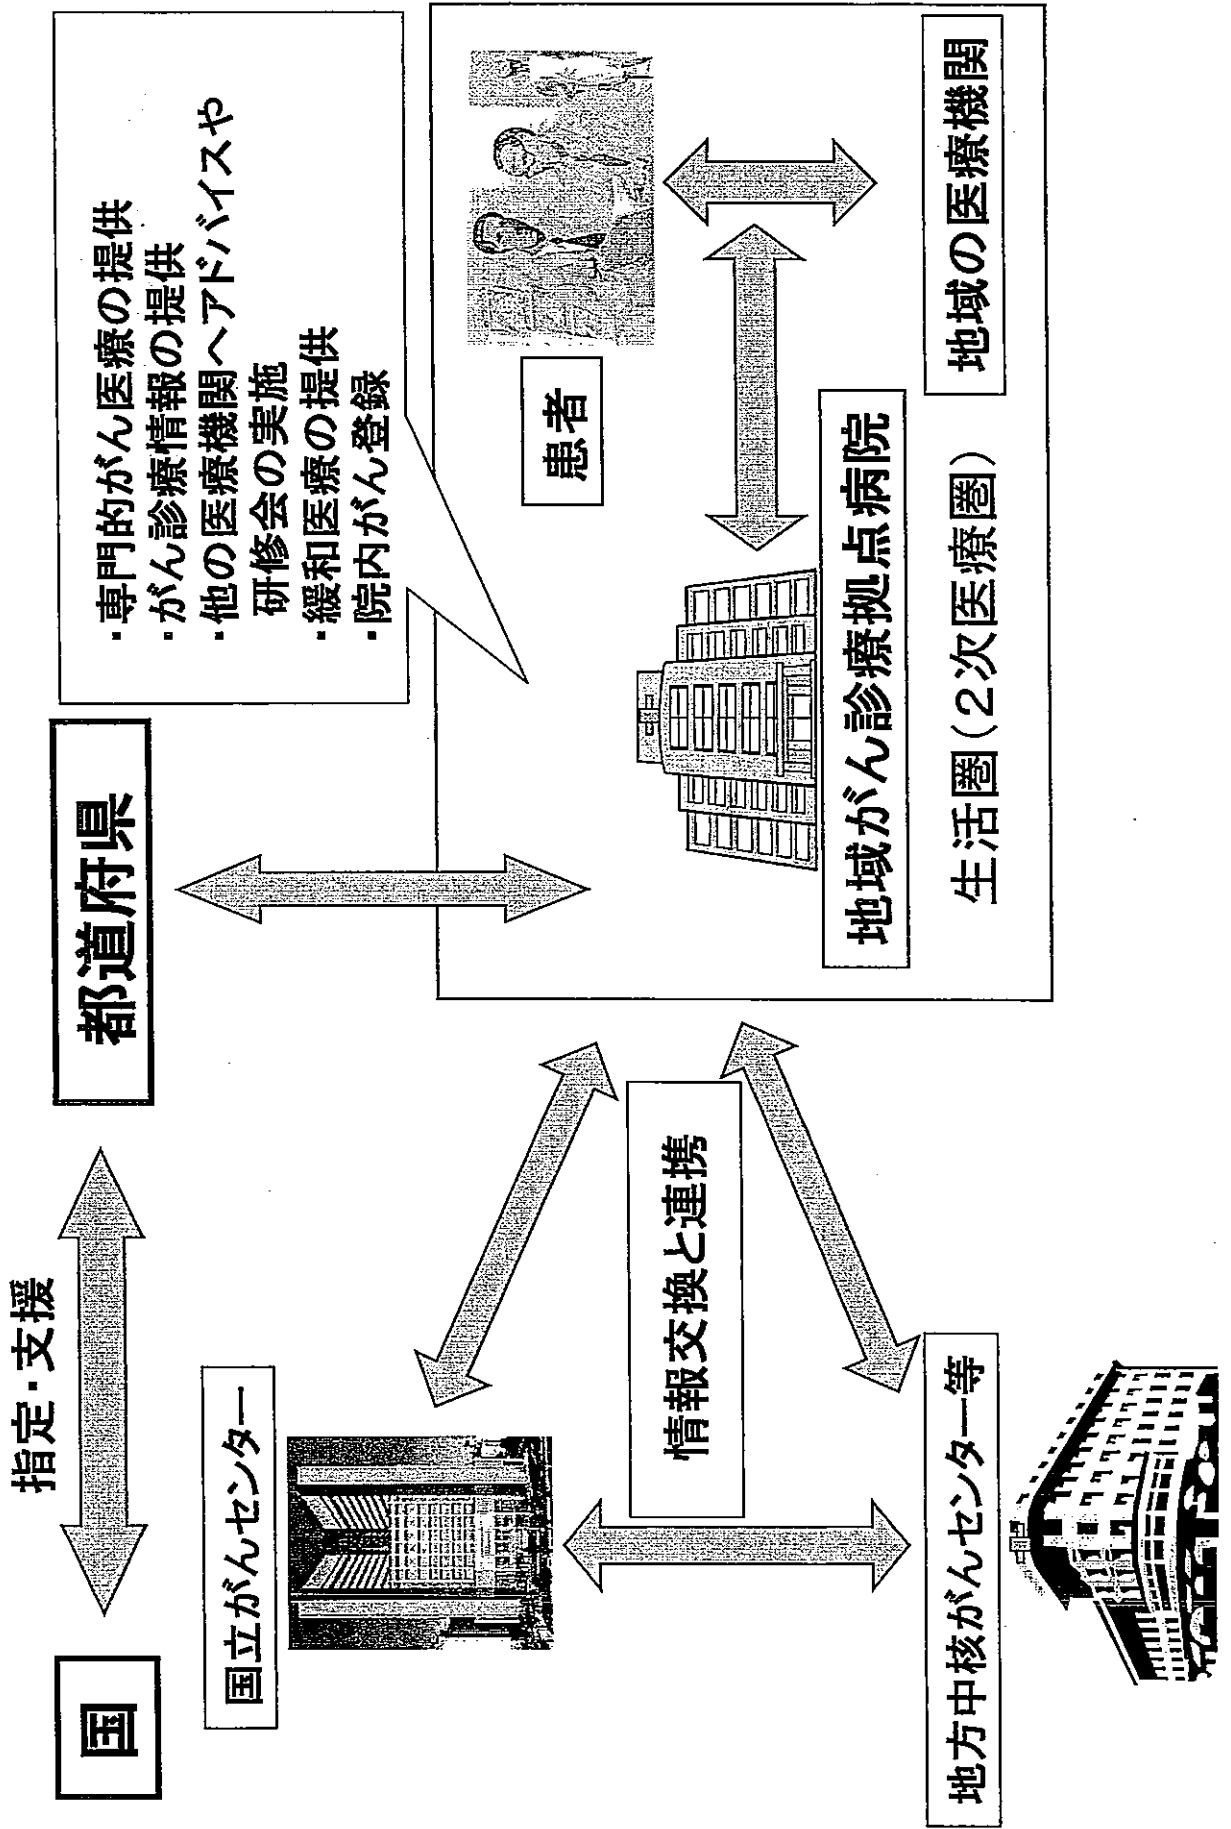 指定・支援
国
都道府県
・専門的がん医療の提供
・がん診療情報の提供
・他の医療機関へアドバイスや
研修会の実施
・緩和医療の提供
・院内がん登録
国立がんセンター
情報交換と連携
地方中核がんセンター等
患者
地域がん診療拠点病院
地域の医療機関
生活圏(2次医療圏)